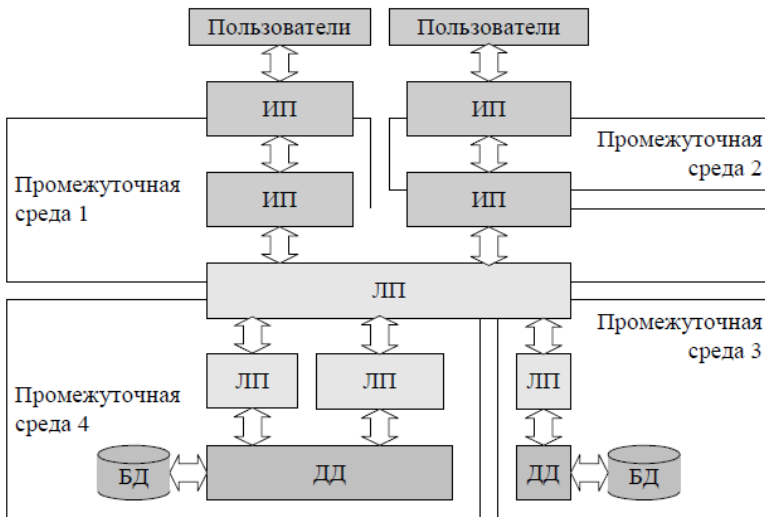 Пользователи
Пользователи
ИП
ИП
Промежуточная
среда 2
Промежуточная
среда 1
ИП
ИП
ЛП
Промежуточная
среда 3
ЛП
ЛП
ЛП
Промежуточная
среда 4
БД
ДД
ДД
БД